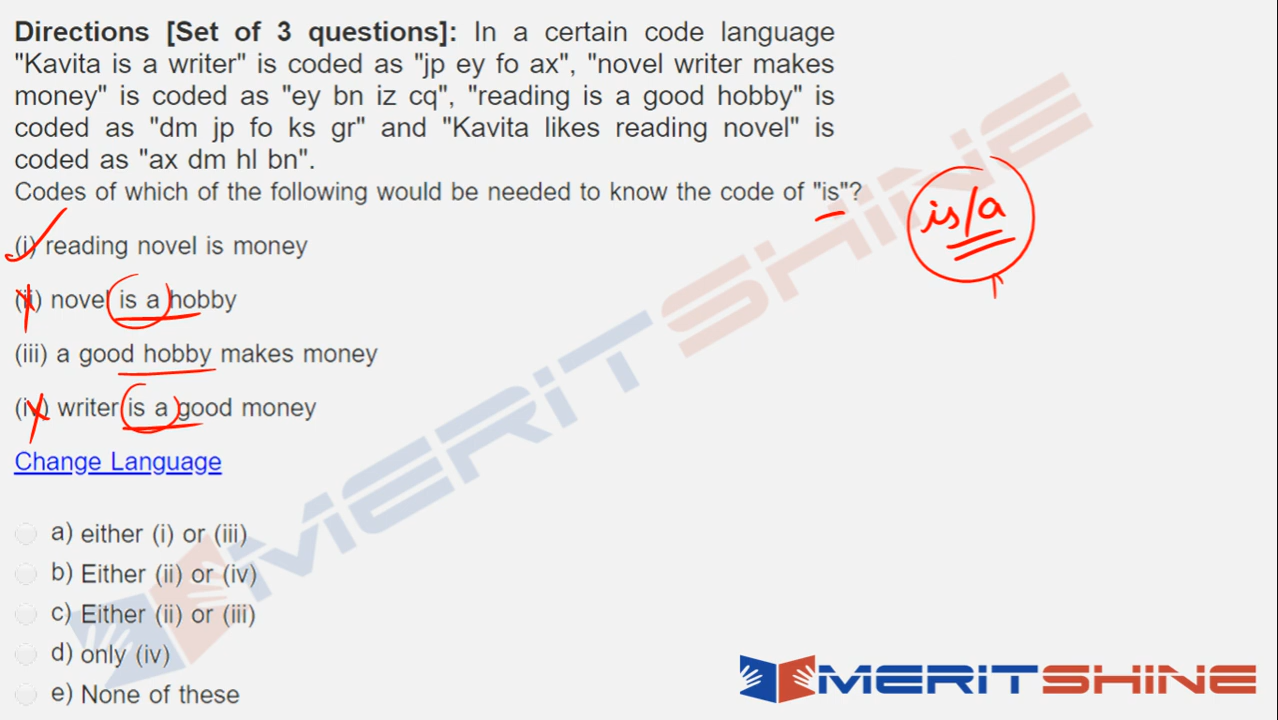 Directions [Set of 3 questions]: In a certain code language
"Kavita is a writer" is coded as "jp ey fo ax", "novel writer makes
money" is coded as "ey bn iz cq", "reading is a good hobby" is
coded as "dm jp fo ks gr" and "Kavita likes reading novel" is
coded as "ax dm hl bn".
Codes of which of the following would be needed to know the code of "is"?
is/a
(i) reading novel is money
(ii) novel is a hobby
(iii) a good hobby makes money
(iv) writer is a good money
Change Language
a) either (i) or (iii)
b) Either (ii) or (iv)
c) Either (ii) or (iii)
d) only (iv)
e) None of these
MERiTSHiNE
MERiTSHiNE